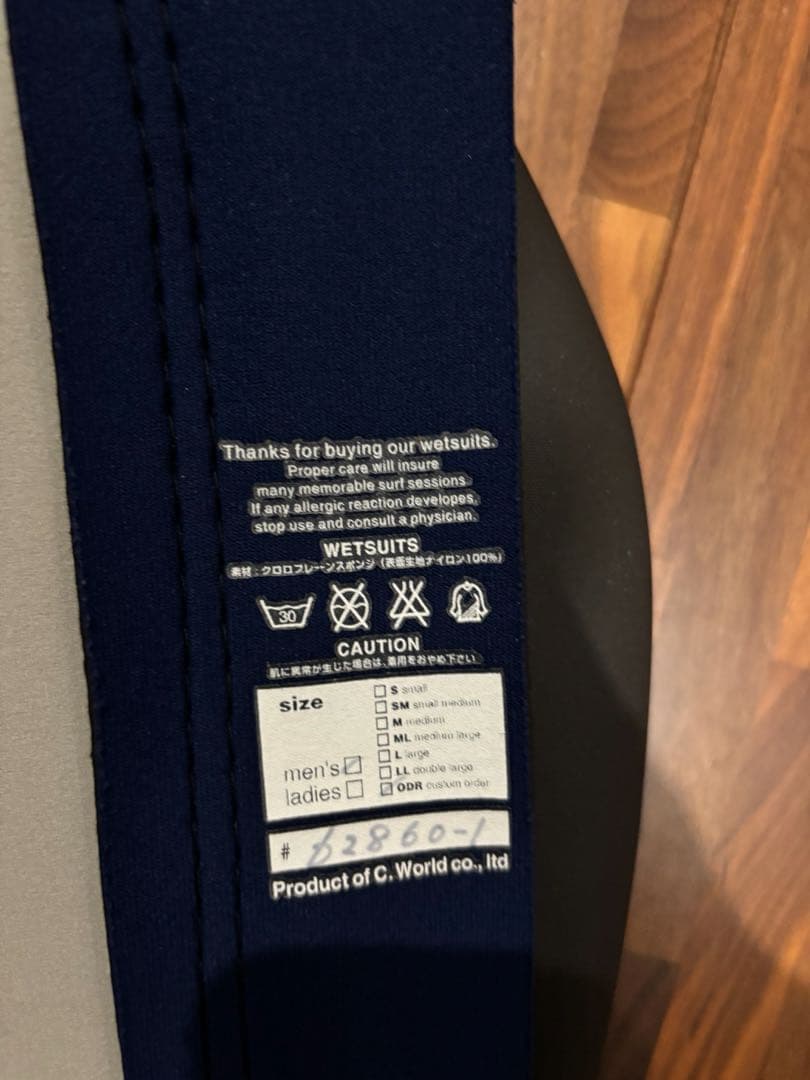 Thanks for buying our wetsuits.
Proper care will insure
many memorable surf sessions
If any allergic reaction developes,
stop use and consult a physician.
WETSUITS
素材:クロロプレーンスポンジ(表面生地ナイロン100%)
30
CAUTION
肌に異常が生じた場合は、着用をおやめ下さい
size
S small
SM small medium
M medium
ML medium large
L large
men's
LL double large
ladies
ODR custom order
# 62860-1
Product of C. World co., ltd